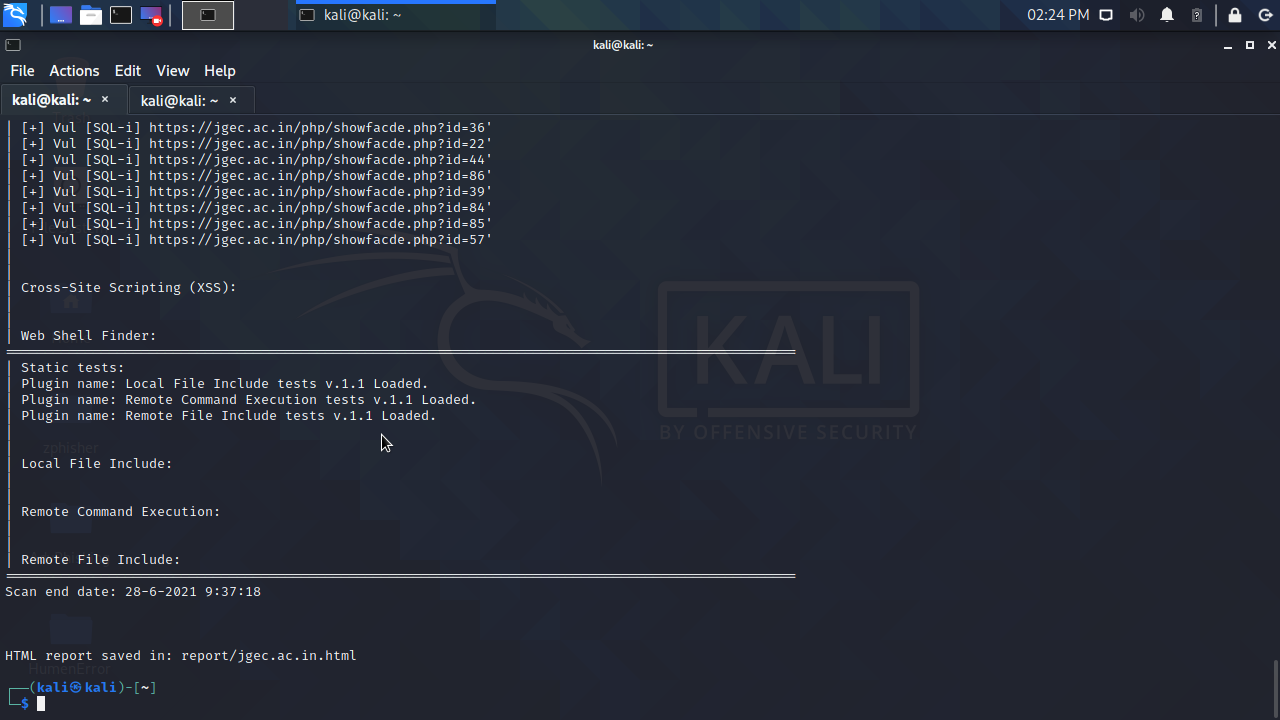 kali@kali: ~
02:24 PM
kali@kali: ~
File Actions Edit View Help
kali@kali: ~ × kali@kali: ~ ×
[+] Vul [SQL-i] https://jgec.ac.in/php/showfacde.php?id=36'
[+] Vul [SQL-i] https://jgec.ac.in/php/showfacde.php?id=22'
[+] Vul [SQL-i] https://jgec.ac.in/php/showfacde.php?id=44'
[+] Vul [SQL-i] https://jgec.ac.in/php/showfacde.php?id=86'
[+] Vul [SQL-i] https://jgec.ac.in/php/showfacde.php?id=39'
[+] Vul [SQL-i] https://jgec.ac.in/php/showfacde.php?id=84'
[+] Vul [SQL-i] https://jgec.ac.in/php/showfacde.php?id=85'
[+] Vul [SQL-i] https://jgec.ac.in/php/showfacde.php?id=57'
Cross-Site Scripting (XSS):
Web Shell Finder:
Static tests:
Plugin name: Local File Include tests v.1.1 Loaded.
Plugin name: Remote Command Execution tests v.1.1 Loaded.
Plugin name: Remote File Include tests v.1.1 Loaded.
KALI
BY OFFENSIVE SECURITY
zphisher
Local File Include:
Remote Command Execution:
Remote File Include:
Scan end date: 28-6-2021 9:37:18
HTML report saved in: report/jgec.ac.in.html
HumenError
(kali㉿kali)-[~]
$